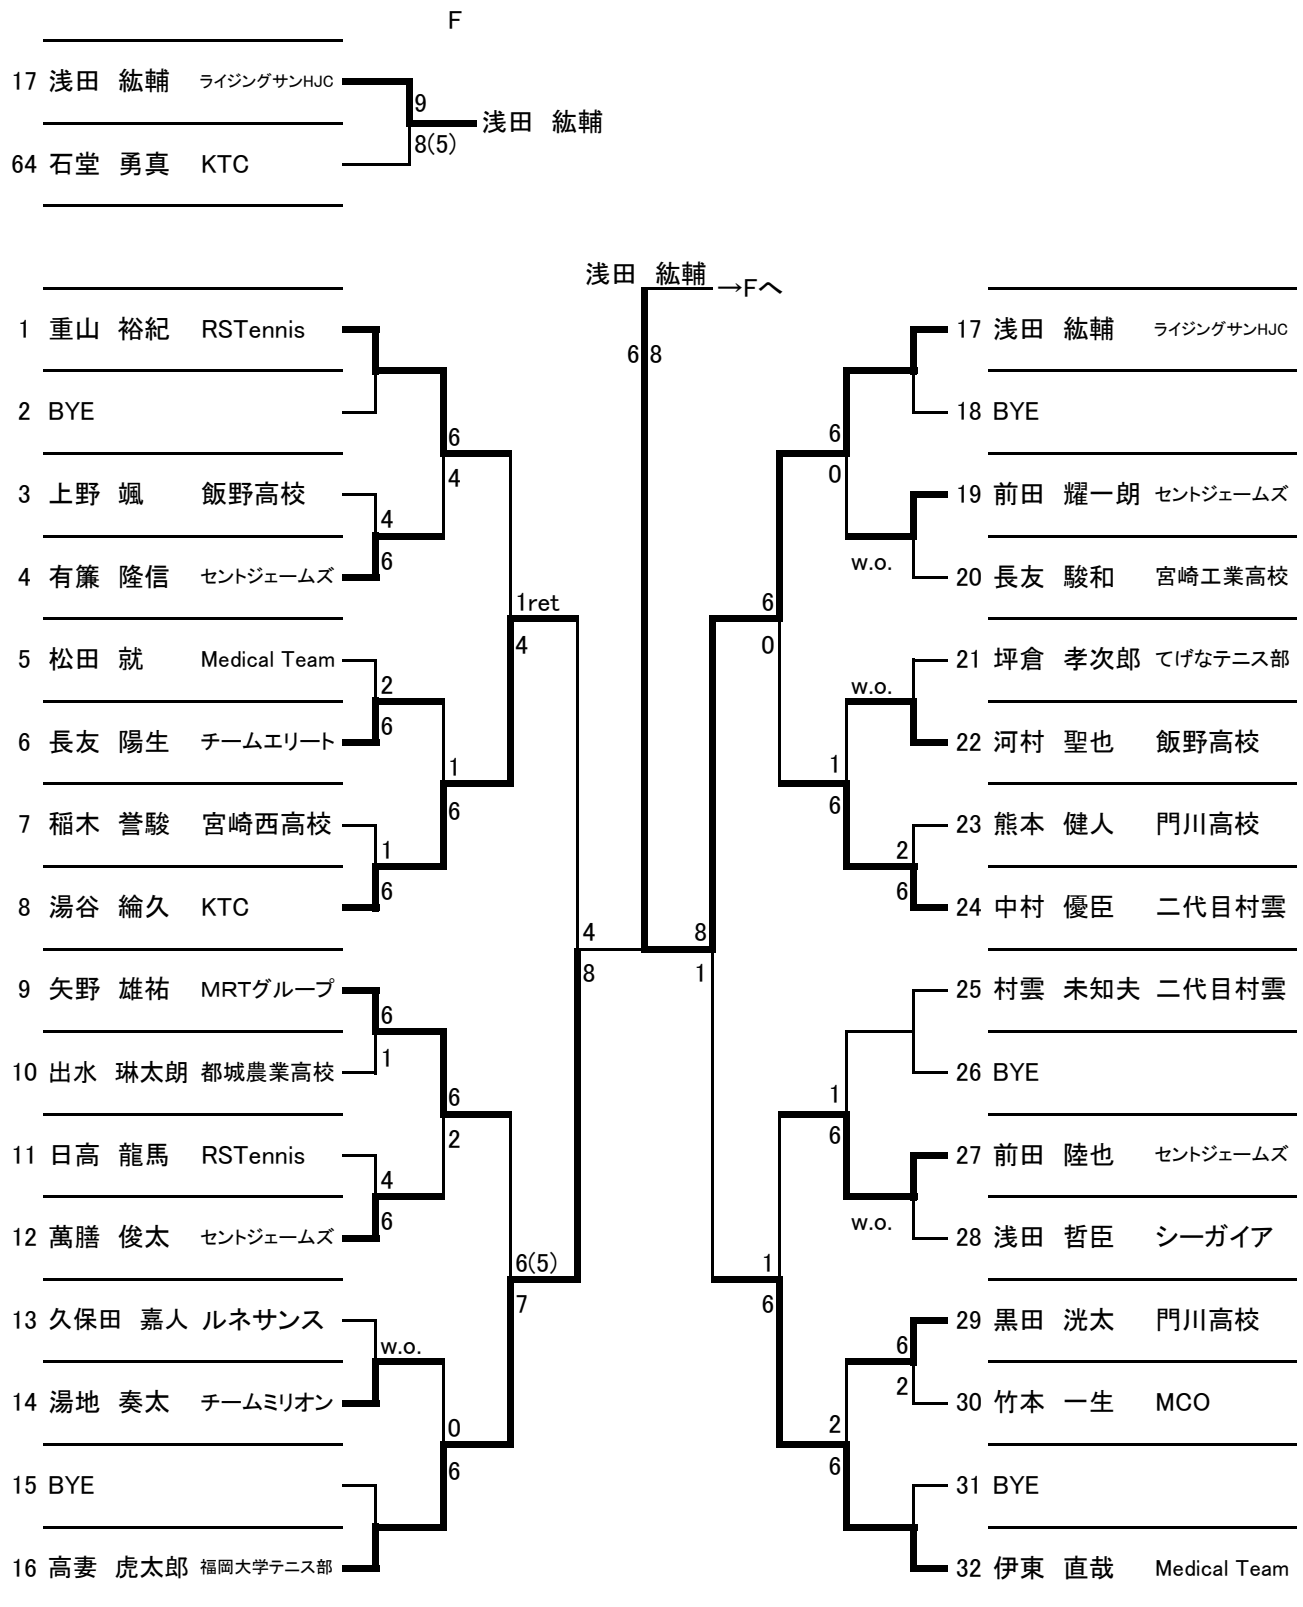 F
17 浅田 紘輔 ライジングサンHJC
9
浅田 紘輔
8(5)
64 石堂 勇真 KTC
浅田 紘輔 →Fへ
6 8
1 重山 裕紀 RSTennis
2 BYE
6
4
3 上野 颯 飯野高校
4
6
4 有簾 隆信 セントジェームズ
1ret
4
5 松田 就 Medical Team
2
6
6 長友 陽生 チームエリート
1
6
7 稲木 誉駿 宮崎西高校
1
6
8 湯谷 綸久 KTC
4
8
9 矢野 雄祐 MRTグループ
6
1
10 出水 琳太朗 都城農業高校
6
2
11 日高 龍馬 RSTennis
4
6
12 萬膳 俊太 セントジェームズ
6(5)
7
13 久保田 嘉人 ルネサンス
w.o.
14 湯地 奏太 チームミリオン
0
6
15 BYE
16 高妻 虎太郎 福岡大学テニス部
17 浅田 紘輔 ライジングサンHJC
18 BYE
6
0
19 前田 耀一朗 セントジェームズ
w.o.
20 長友 駿和 宮崎工業高校
6
0
21 坪倉 孝次郎 てげなテニス部
w.o.
22 河村 聖也 飯野高校
1
6
23 熊本 健人 門川高校
2
6
24 中村 優臣 二代目村雲
8
1
25 村雲 未知夫 二代目村雲
26 BYE
1
6
27 前田 陸也 セントジェームズ
w.o.
28 浅田 哲臣 シーガイア
1
6
29 黒田 洸太 門川高校
6
2
30 竹本 一生 MCO
2
6
31 BYE
32 伊東 直哉 Medical Team